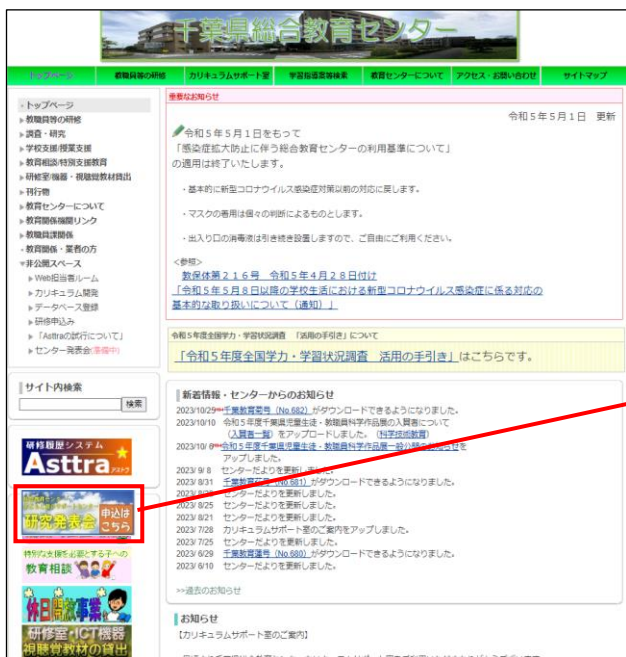 千葉県総合教育センター
トップページ 教職員等の研修 カリキュラムサポート室 学習指導案等検索 教育センターについて アクセス・お問い合わせ サイトマップ
・トップページ
▶教職員等の研修
▶調査・研究
▶学校支援/授業支援
▶教育相談/特別支援教育
▶研修室/機器・視聴覚教材貸出
▶刊行物
▶教育センターについて
▶教育関係機関リンク
▶教職員課関係
・教育関係・業者の方
▼非公開スペース
▶Web担当者ルーム
▶カリキュラム開発
▶データベース登録
▶研修申込み
▶「Asttraの試行について」
▶センター発表会(準備中)
サイト内検索
検索
研修履歴システム
Asttra アストラ
研究発表会
申込は
こちら
特別な支援を必要とする子への
教育相談
休日開放事業
研修室・ICT機器
視聴覚教材の貸出
重要なお知らせ
令和5年5月1日 更新
令和5年5月1日をもって
「感染症拡大防止に伴う総合教育センターの利用基準について」
の適用は終了いたします。
・基本的に新型コロナウイルス感染症対策以前の対応に戻します。
・マスクの着用は個々の判断によるものとします。
・出入り口の消毒液は引き続き設置しますので、ご自由にご利用ください。
<参照>
教保体第216号 令和5年4月28日付け
「令和5年5月8日以降の学校生活における新型コロナウイルス感染症に係る対応の
基本的な取り扱いについて（通知）」
令和5年度全国学力・学習状況調査 「活用の手引き」について
「令和5年度全国学力・学習状況調査 活用の手引き」はこちらです。
新着情報・センターからのお知らせ
2023/10/29 千葉教育菊号（No.682）がダウンロードできるようになりました。
2023/10/10 令和5年度千葉県児童生徒・教職員科学作品展の入賞者について
（入賞者一覧）をアップロードしました。（科学技術教育）
2023/10/ 6 令和5年度千葉県児童生徒・教職員科学作品展一般公開のお知らせを
アップしました。
2023/ 9/ 8 センターだよりを更新しました。
2023/ 8/31 千葉教育萩号（No.681）がダウンロードできるようになりました。
センターだよりを更新しました。
2023/ 8/25 センターだよりを更新しました。
2023/ 8/21 センターだよりを更新しました。
2023/ 7/28 カリキュラムサポート室のご案内をアップしました。
2023/ 7/25 センターだよりを更新しました。
2023/ 6/29 千葉教育蓮号（No.680）がダウンロードできるようになりました。
2023/ 6/10 センターだよりを更新しました。
>>過去のお知らせ
お知らせ
【カリキュラムサポート室のご案内】